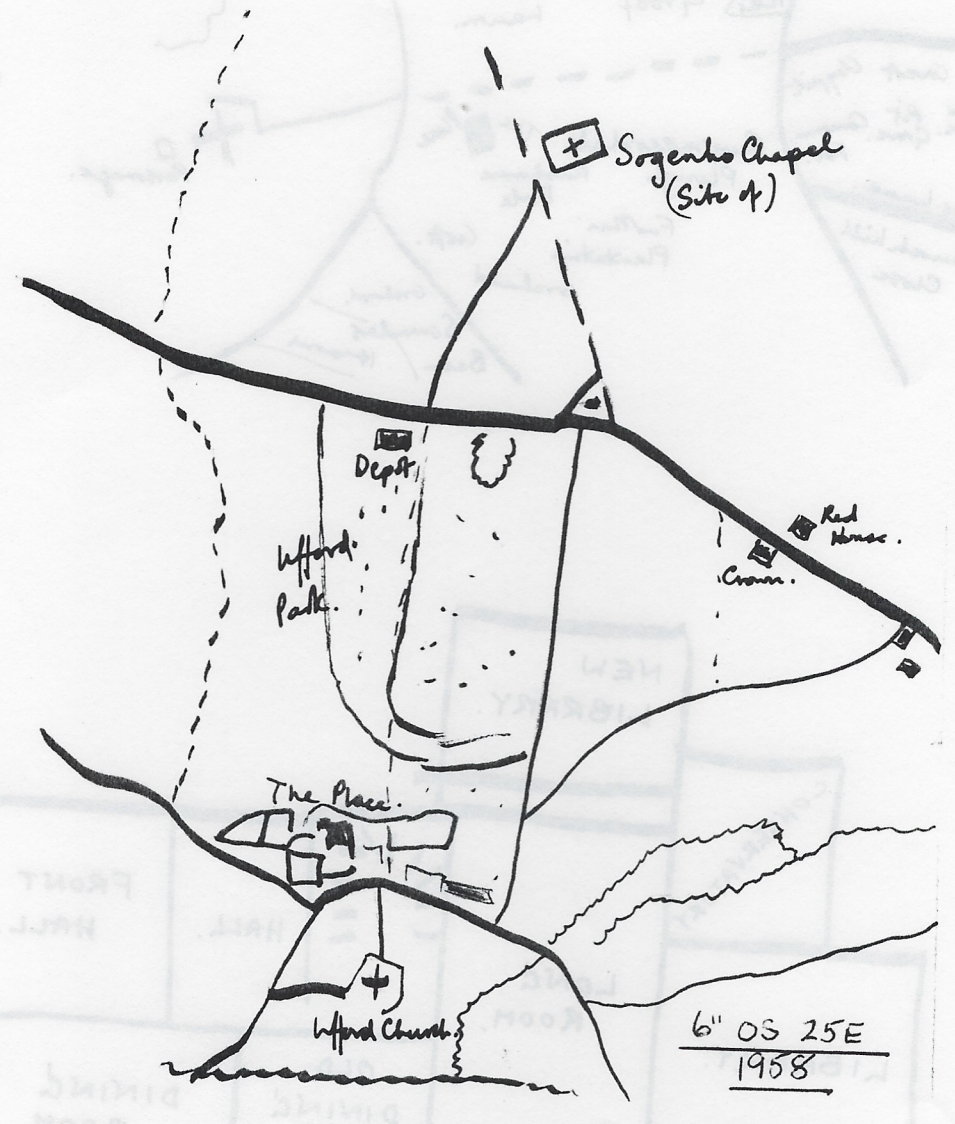 Sogenho Chapel
(Site of)
Depot
Red
House.
Crown.
Ufford
Park.
The Place.
Ufford Church.
6" OS 25E
1958